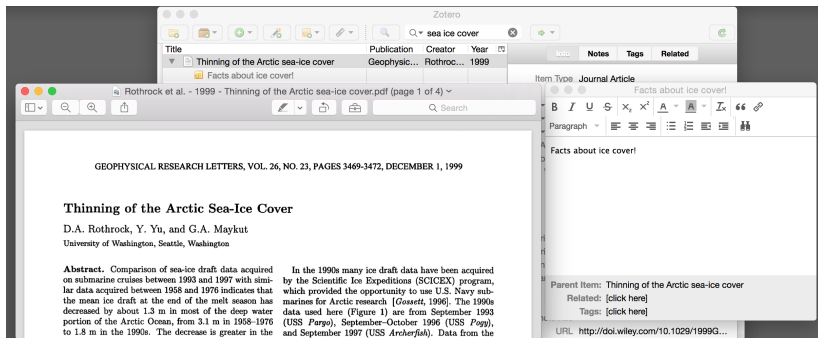 Zotero
sea ice cover
Title Publication Creator Year
Thinning of the Arctic sea-ice cover Geophysic... Rothroc... 1999
Facts about ice cover!
Info Notes Tags Related
Item Type Journal Article
Rothrock et al. - 1999 - Thinning of the Arctic sea-ice cover.pdf (page 1 of 4)
Search
GEOPHYSICAL RESEARCH LETTERS, VOL. 26, NO. 23, PAGES 3469-3472, DECEMBER 1, 1999
Thinning of the Arctic Sea-Ice Cover
D.A. Rothrock, Y. Yu, and G.A. Maykut
University of Washington, Seattle, Washington
Abstract. Comparison of sea-ice draft data acquired
on submarine cruises between 1993 and 1997 with simi-
lar data acquired between 1958 and 1976 indicates that
the mean ice draft at the end of the melt season has
decreased by about 1.3 m in most of the deep water
portion of the Arctic Ocean, from 3.1 m in 1958–1976
to 1.8 m in the 1990s. The decrease is greater in the
In the 1990s many ice draft data have been acquired
by the Scientific Ice Expeditions (SCICEX) program,
which provided the opportunity to use U.S. Navy sub-
marines for Arctic research [Gossett, 1996]. The 1990s
data used here (Figure 1) are from September 1993
(USS Pargo), September–October 1996 (USS Pogy),
and September 1997 (USS Archerfish). Data from the
Facts about ice cover!
B I U S X₂ X² A A Tx
Paragraph
Facts about ice cover!
Parent Item: Thinning of the Arctic sea-ice cover
Related: [click here]
Tags: [click here]
URL http://doi.wiley.com/10.1029/1999G...